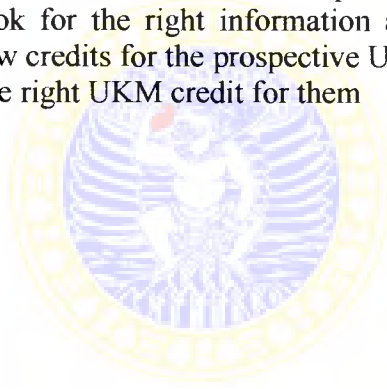 ok for the right information a
w credits for the prospective U
e right UKM credit for them